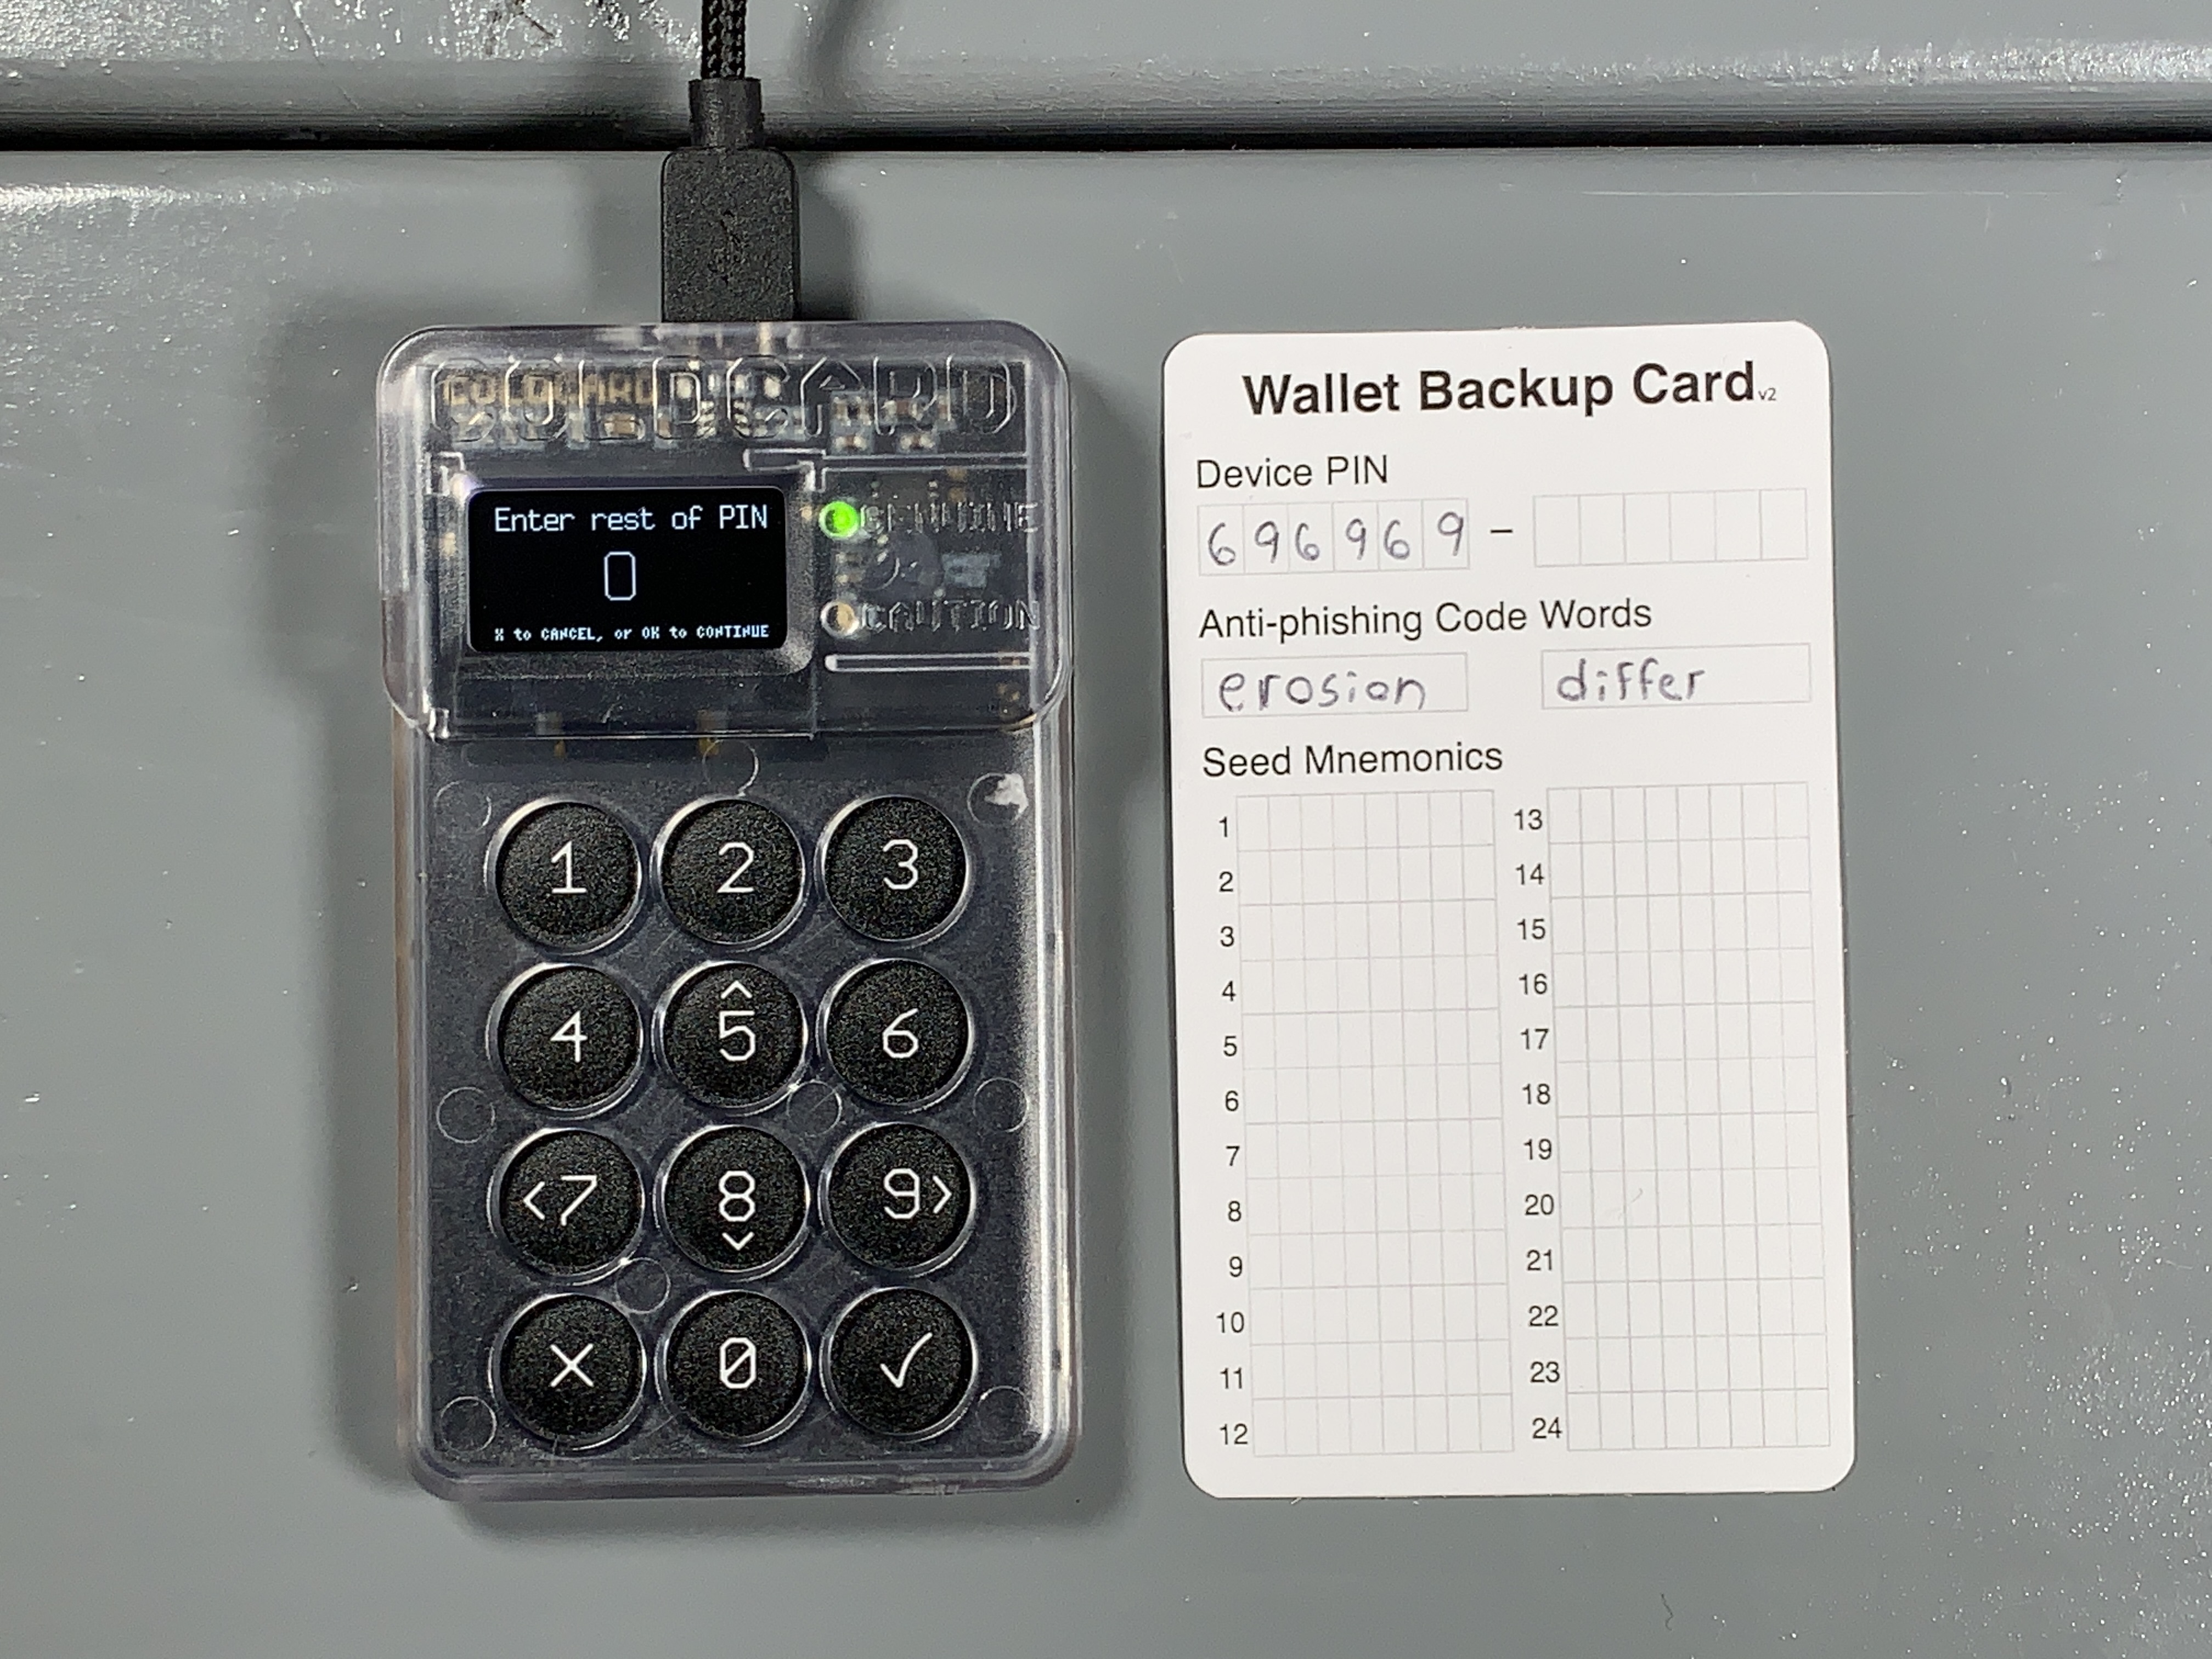 COLDCARD
COLDCARD
Enter rest of PIN
X to CANCEL, or OK to CONTINUE
GENUINE
CAUTION
1 2 3
4 5 6
<7 8 9>
X 0 ✓
Wallet Backup Card v2
Device PIN
696969 -
Anti-phishing Code Words
erosion differ
Seed Mnemonics
1 13
2 14
3 15
4 16
5 17
6 18
7 19
8 20
9 21
10 22
11 23
12 24